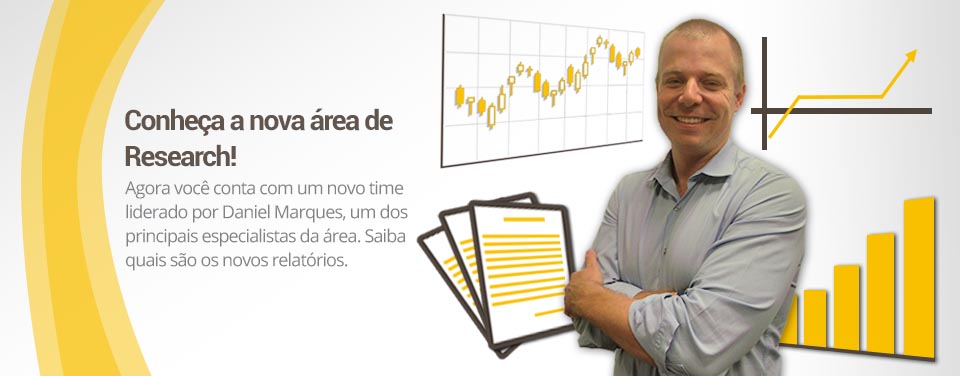 Conheça a nova área de
Research!
Agora você conta com um novo time
liderado por Daniel Marques, um dos
principais especialistas da área. Saiba
quais são os novos relatórios.